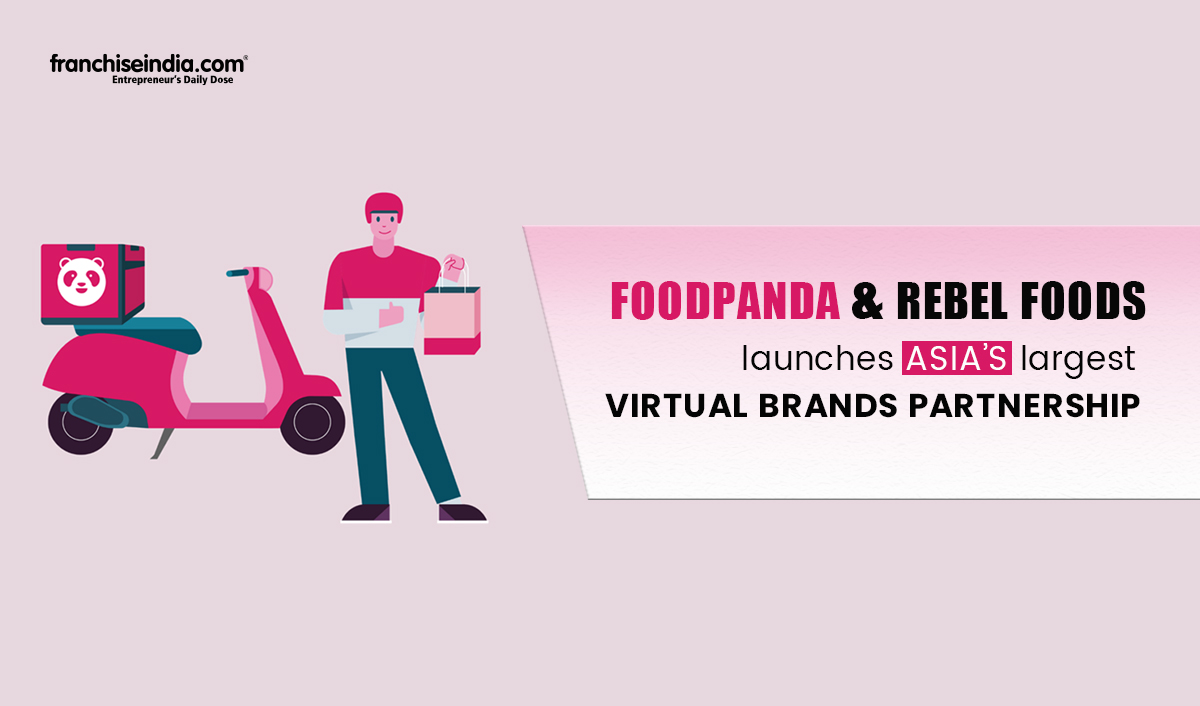 franchiseindia.com®
Entrepreneur's Daily Dose
FOODPANDA & REBEL FOODS
launches ASIA'S largest
VIRTUAL BRANDS PARTNERSHIP